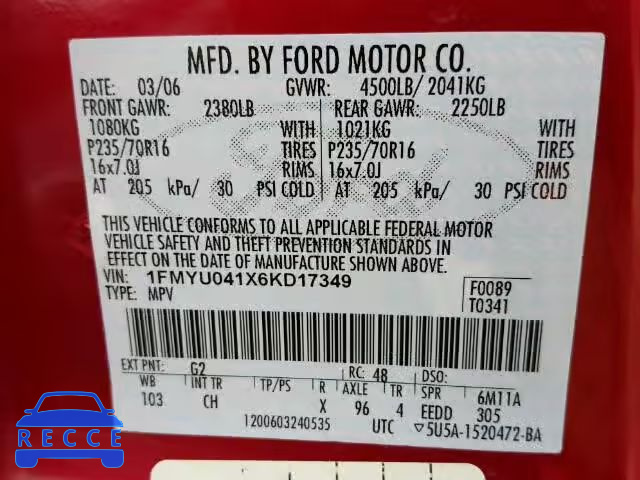 MFD. BY FORD MOTOR CO.
DATE: 03/06 GVWR: 4500LB/ 2041KG
FRONT GAWR: 2380LB REAR GAWR: 2250LB
1080KG WITH 1021KG WITH
P235/70R16 TIRES P235/70R16 TIRES
16x7.0J RIMS 16x7.0J RIMS
AT 205 kPa/ 30 PSI COLD AT 205 kPa/ 30 PSI COLD
THIS VEHICLE CONFORMS TO ALL APPLICABLE FEDERAL MOTOR
VEHICLE SAFETY AND THEFT PREVENTION STANDARDS IN
EFFECT ON THE DATE OF MANUFACTURE SHOWN ABOVE.
VIN: 1FMYU041X6KD17349 F0089
TYPE: MPV T0341
EXT PNT: G2 RC: 48 DSO:
WB INT TR TP/PS R AXLE TR SPR 6M11A
103 CH X 96 4 EEDD 305
1200603240535 UTC ▽5U5A-1520472-BA
RECCE